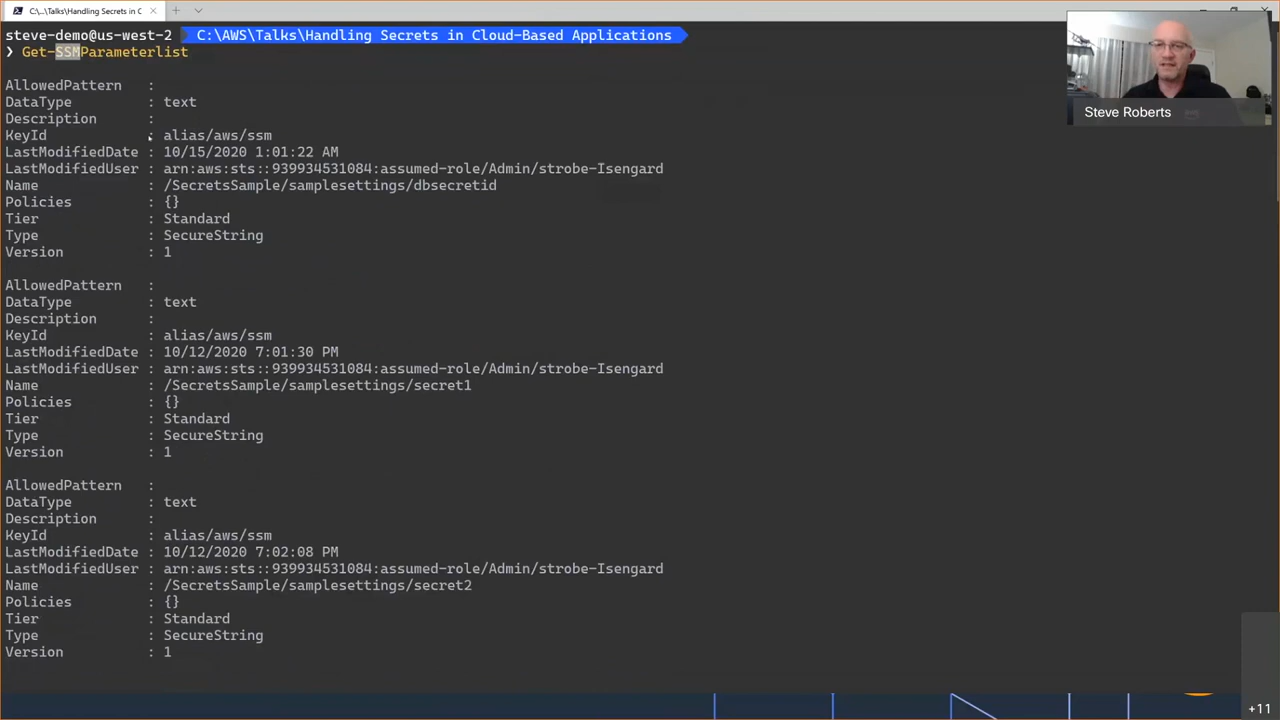 C:\...\Talks\Handling Secrets in C
steve-demo@us-west-2 C:\AWS\Talks\Handling Secrets in Cloud-Based Applications
❯ Get-SSMParameterlist
AllowedPattern :
DataType : text
Description :
KeyId : alias/aws/ssm
LastModifiedDate : 10/15/2020 1:01:22 AM
LastModifiedUser : arn:aws:sts::939934531084:assumed-role/Admin/strobe-Isengard
Name : /SecretsSample/samplesettings/dbsecretid
Policies : {}
Tier : Standard
Type : SecureString
Version : 1
AllowedPattern :
DataType : text
Description :
KeyId : alias/aws/ssm
LastModifiedDate : 10/12/2020 7:01:30 PM
LastModifiedUser : arn:aws:sts::939934531084:assumed-role/Admin/strobe-Isengard
Name : /SecretsSample/samplesettings/secret1
Policies : {}
Tier : Standard
Type : SecureString
Version : 1
AllowedPattern :
DataType : text
Description :
KeyId : alias/aws/ssm
LastModifiedDate : 10/12/2020 7:02:08 PM
LastModifiedUser : arn:aws:sts::939934531084:assumed-role/Admin/strobe-Isengard
Name : /SecretsSample/samplesettings/secret2
Policies : {}
Tier : Standard
Type : SecureString
Version : 1
Steve Roberts
+11